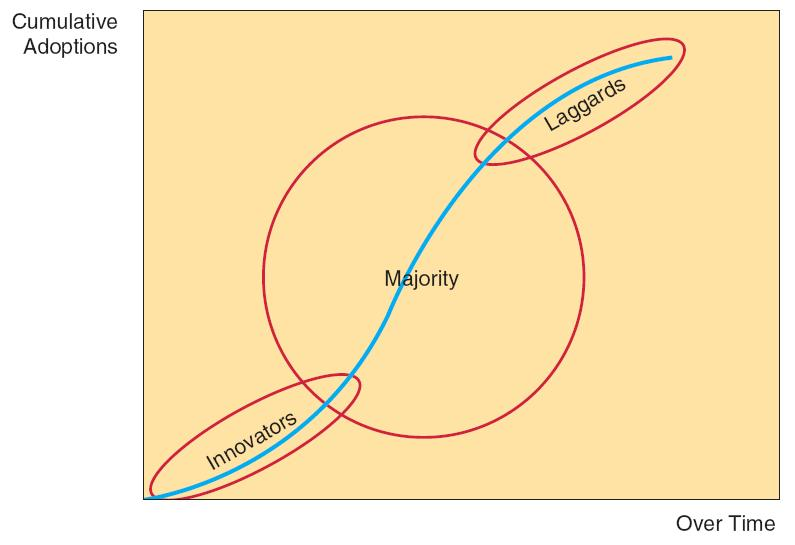 Cumulative
Adoptions
Laggards
Majority
Innovators
Over Time